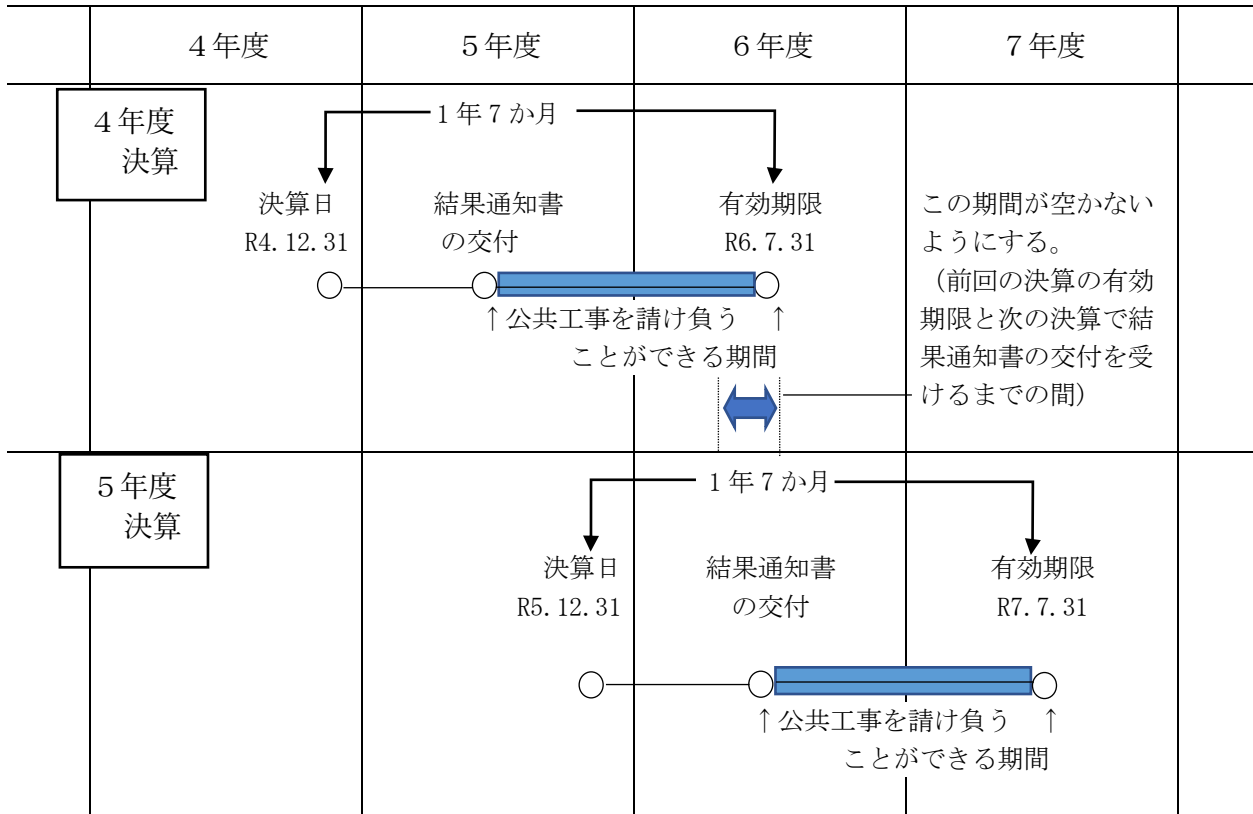 ４年度
５年度
６年度
７年度
４年度
決算
１年７か月
決算日
R4.12.31
結果通知書
の交付
有効期限
R6.7.31
↑公共工事を請け負う ↑
ことができる期間
この期間が空かない
ようにする。
（前回の決算の有効
期限と次の決算で結
果通知書の交付を受
けるまでの間）
５年度
決算
１年７か月
決算日
R5.12.31
結果通知書
の交付
有効期限
R7.7.31
↑公共工事を請け負う ↑
ことができる期間